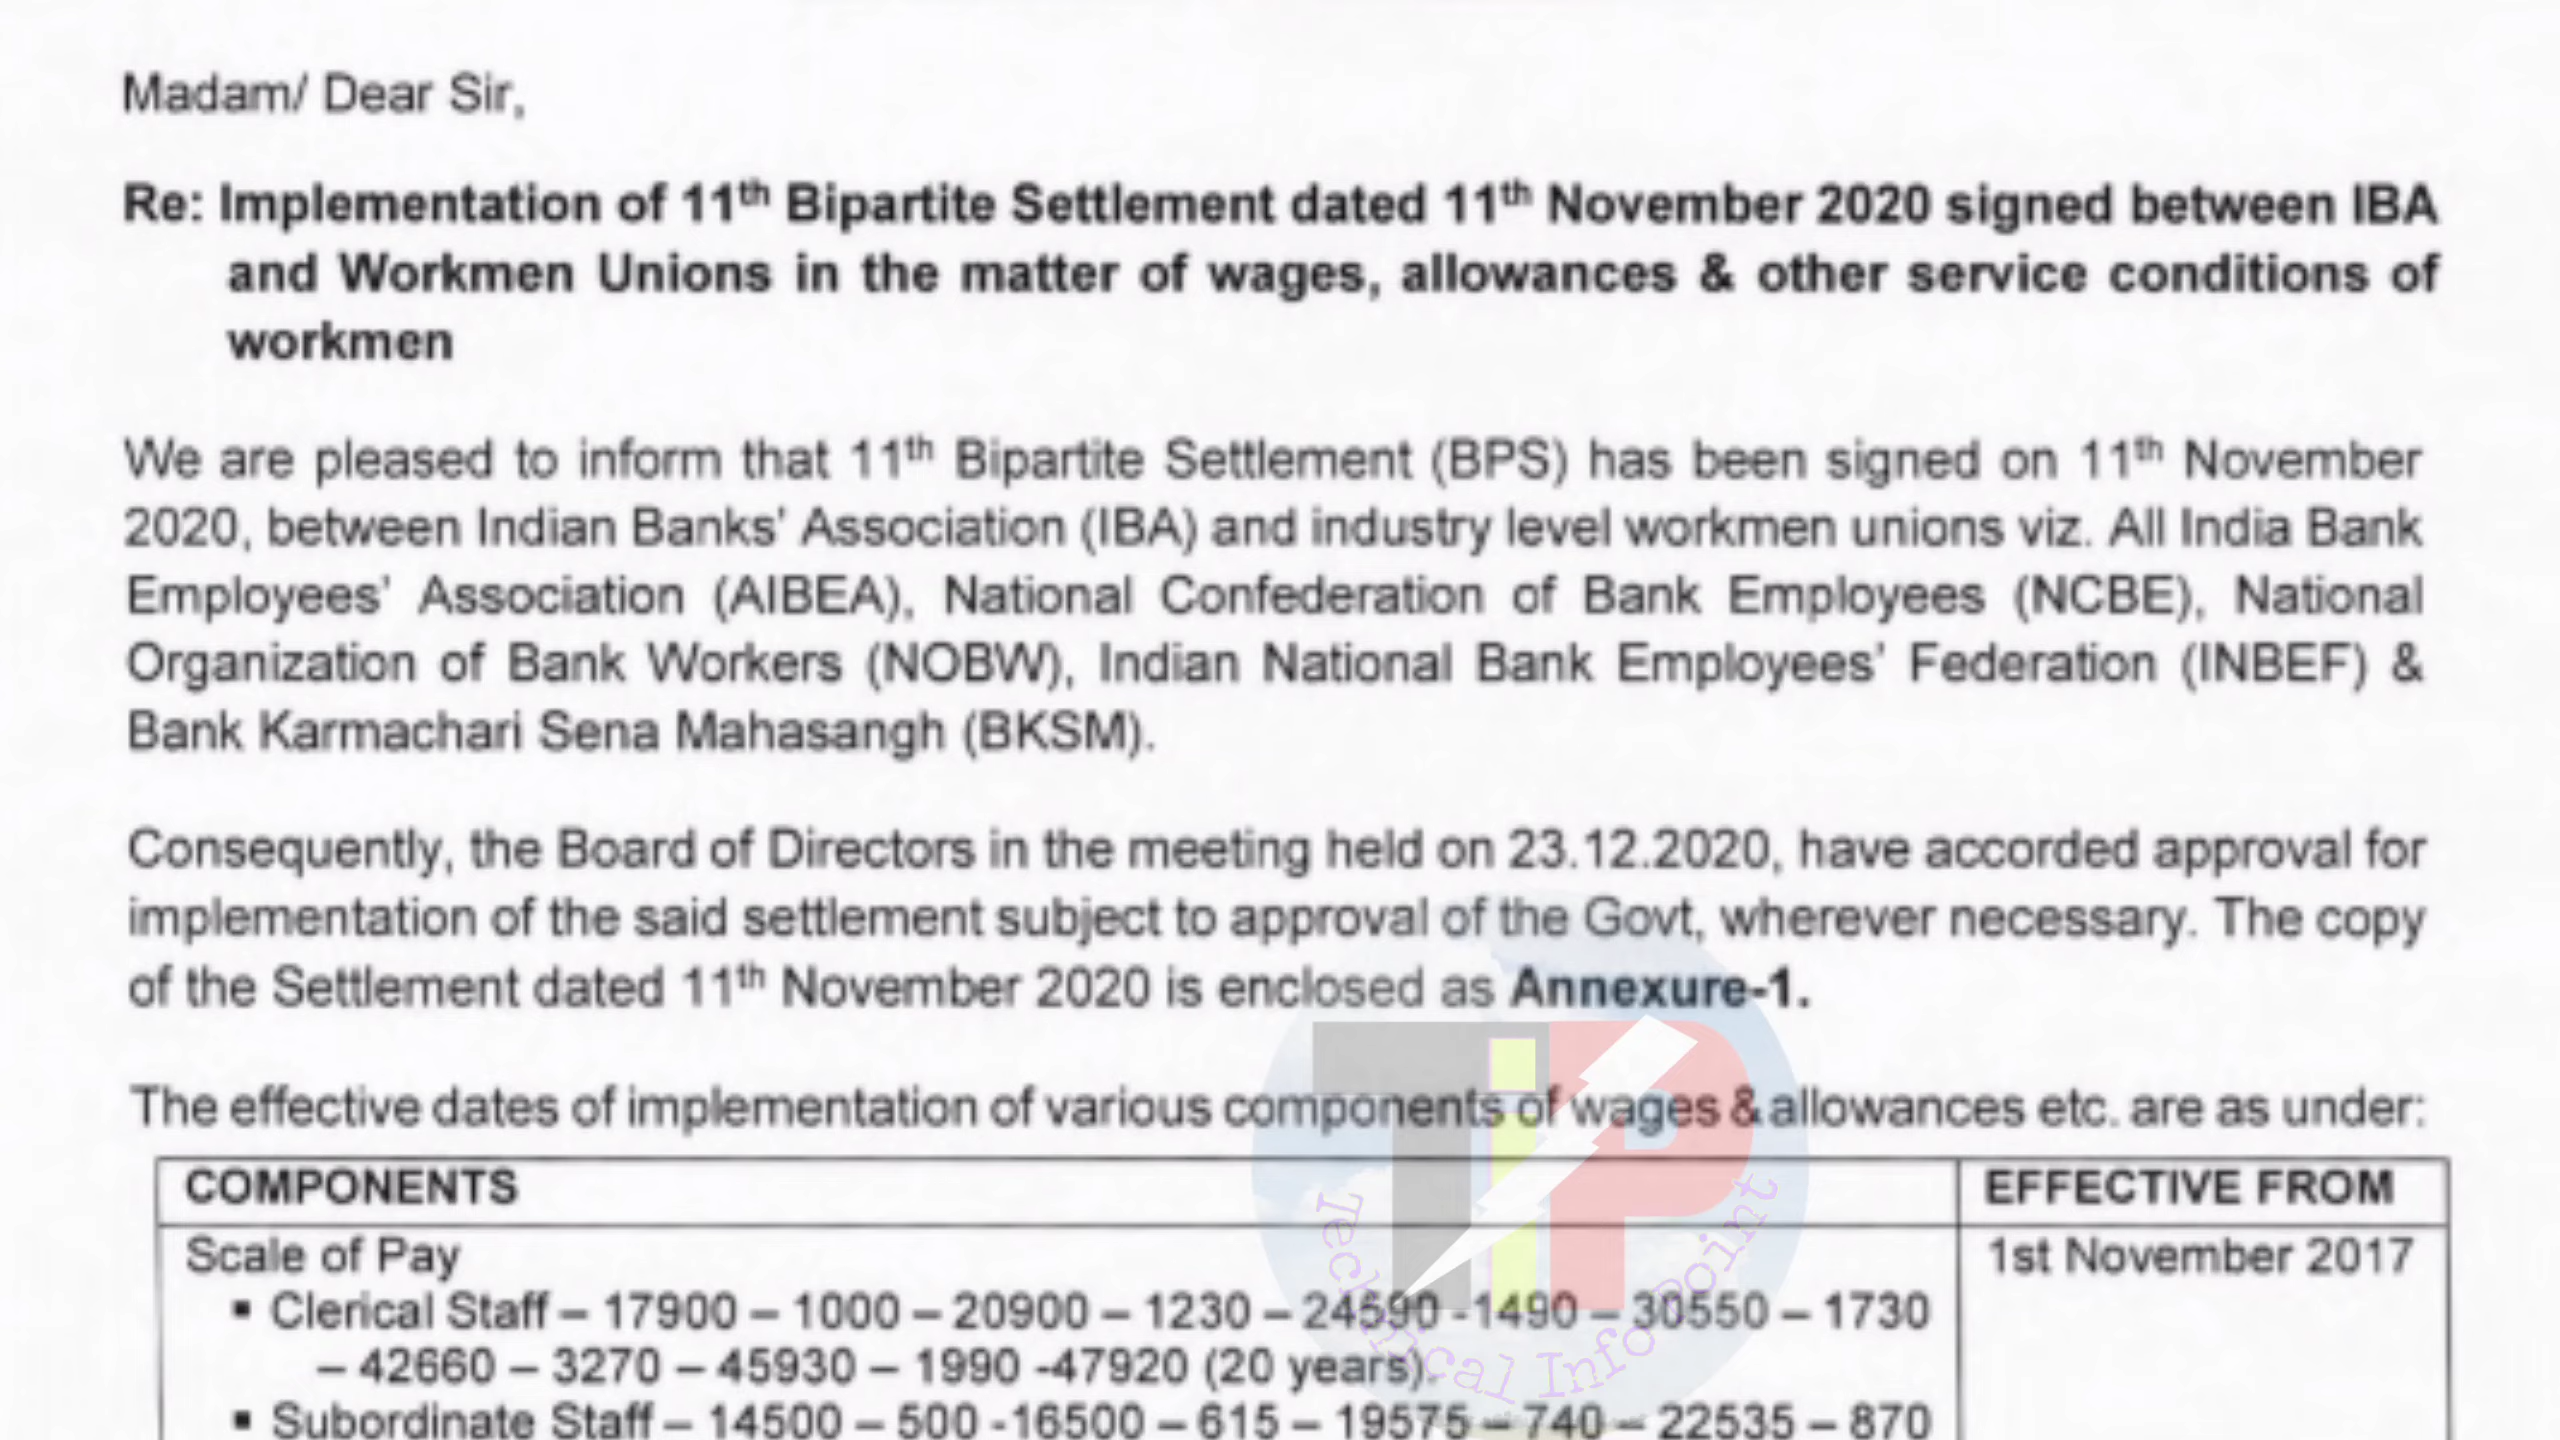 Madam/ Dear Sir,
Re: Implementation of 11th Bipartite Settlement dated 11th November 2020 signed between IBA
and Workmen Unions in the matter of wages, allowances & other service conditions of
workmen
We are pleased to inform that 11th Bipartite Settlement (BPS) has been signed on 11th November
2020, between Indian Banks' Association (IBA) and industry level workmen unions viz. All India Bank
Employees' Association (AIBEA), National Confederation of Bank Employees (NCBE), National
Organization of Bank Workers (NOBW), Indian National Bank Employees' Federation (INBEF) &
Bank Karmachari Sena Mahasangh (BKSM).
Consequently, the Board of Directors in the meeting held on 23.12.2020, have accorded approval for
implementation of the said settlement subject to approval of the Govt, wherever necessary. The copy
of the Settlement dated 11th November 2020 is enclosed as Annexure-1.
The effective dates of implementation of various components of wages & allowances etc. are as under:
COMPONENTS EFFECTIVE FROM
Scale of Pay 1st November 2017
▪ Clerical Staff – 17900 – 1000 – 20900 – 1230 – 24590 -1490 – 30550 – 1730
– 42660 – 3270 – 45930 – 1990 -47920 (20 years).
▪ Subordinate Staff – 14500 – 500 -16500 – 615 – 19575 – 740 – 22535 – 870
TiP
Technical Info Point